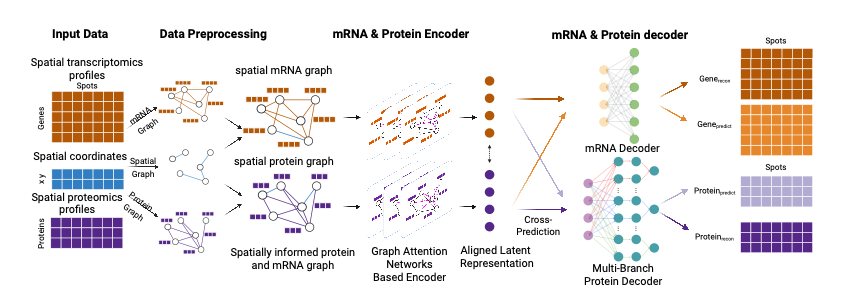 Input Data
Data Preprocessing
mRNA & Protein Encoder
mRNA & Protein decoder
Spatial transcriptomics
profiles
Spots
Genes
mRNA
Graph
Spatial coordinates
x y
Spatial
Graph
Spatial proteomics
profiles
Proteins
Protein
Graph
spatial mRNA graph
spatial protein graph
Spatially informed protein
and mRNA graph
Graph Attention
Networks
Based Encoder
Aligned Latent
Representation
Cross-
Prediction
mRNA Decoder
Multi-Branch
Protein Decoder
Spots
Gene recon
Gene predict
Spots
Protein predict
Protein recon